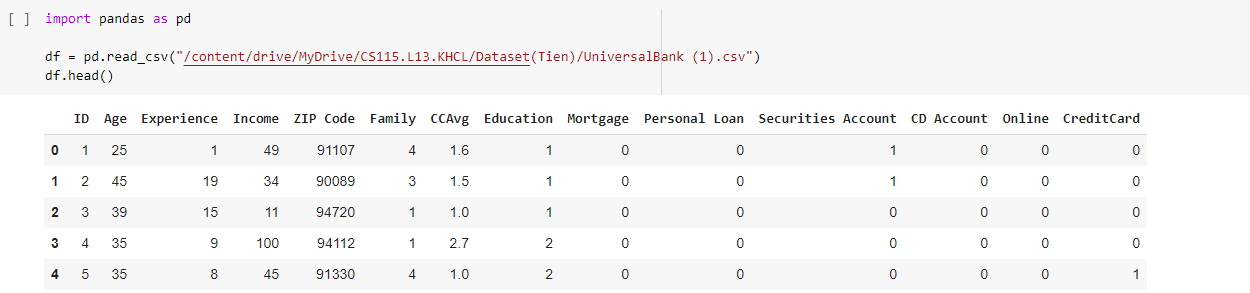 [ ] import pandas as pd
df = pd.read_csv("/content/drive/MyDrive/CS115.L13.KHCL/Dataset(Tien)/UniversalBank (1).csv")
df.head()
ID Age Experience Income ZIP Code Family CCAvg Education Mortgage Personal Loan Securities Account CD Account Online CreditCard
0 1 25 1 49 91107 4 1.6 1 0 0 1 0 0 0
1 2 45 19 34 90089 3 1.5 1 0 0 1 0 0 0
2 3 39 15 11 94720 1 1.0 1 0 0 0 0 0 0
3 4 35 9 100 94112 1 2.7 2 0 0 0 0 0 0
4 5 35 8 45 91330 4 1.0 2 0 0 0 0 0 1